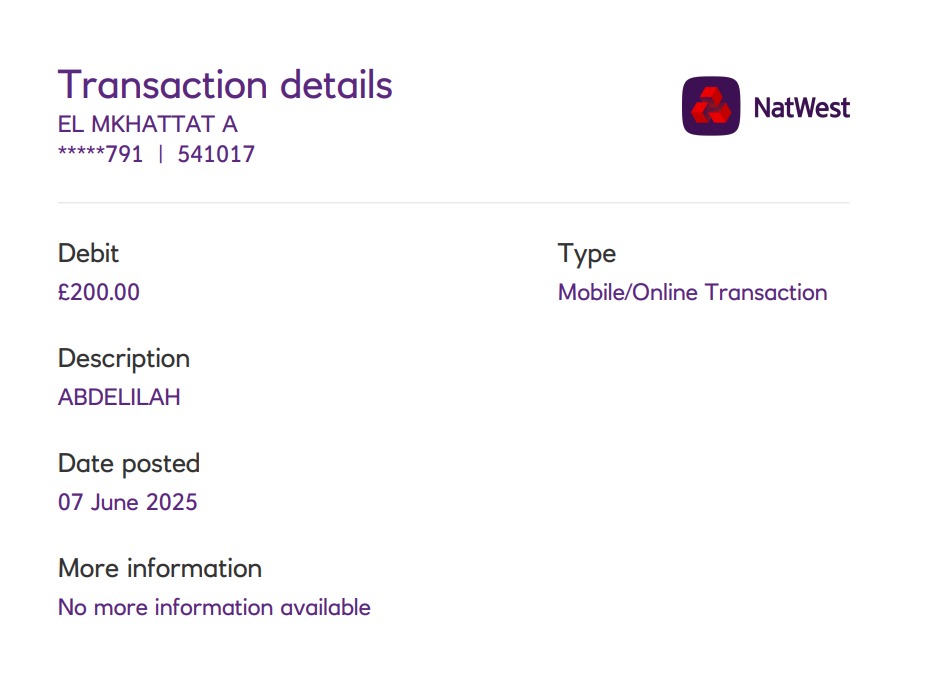 Transaction details
EL MKHATTAT A
*****791 | 541017
NatWest
Debit
£200.00
Type
Mobile/Online Transaction
Description
ABDELILAH
Date posted
07 June 2025
More information
No more information available